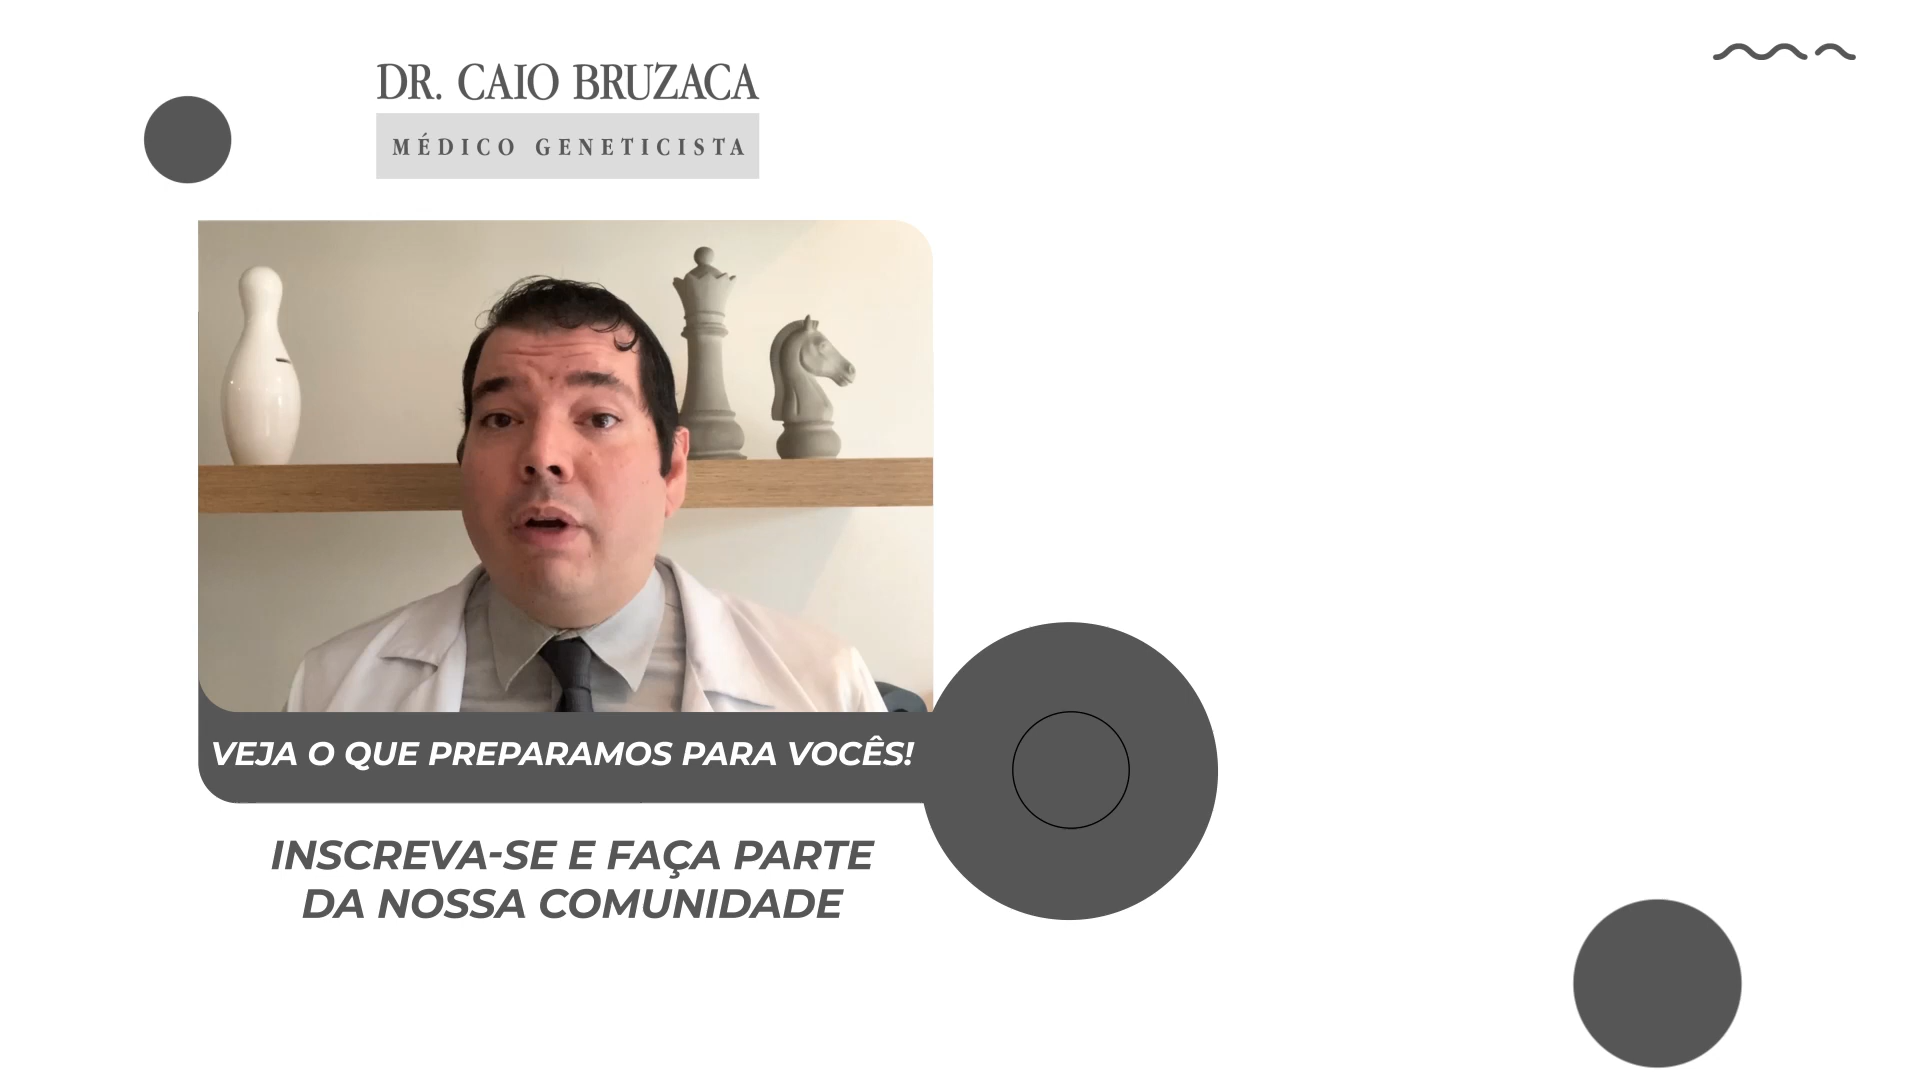 DR. CAIO BRUZACA
MÉDICO GENETICISTA
VEJA O QUE PREPARAMOS PARA VOCÊS!
INSCREVA-SE E FAÇA PARTE
DA NOSSA COMUNIDADE